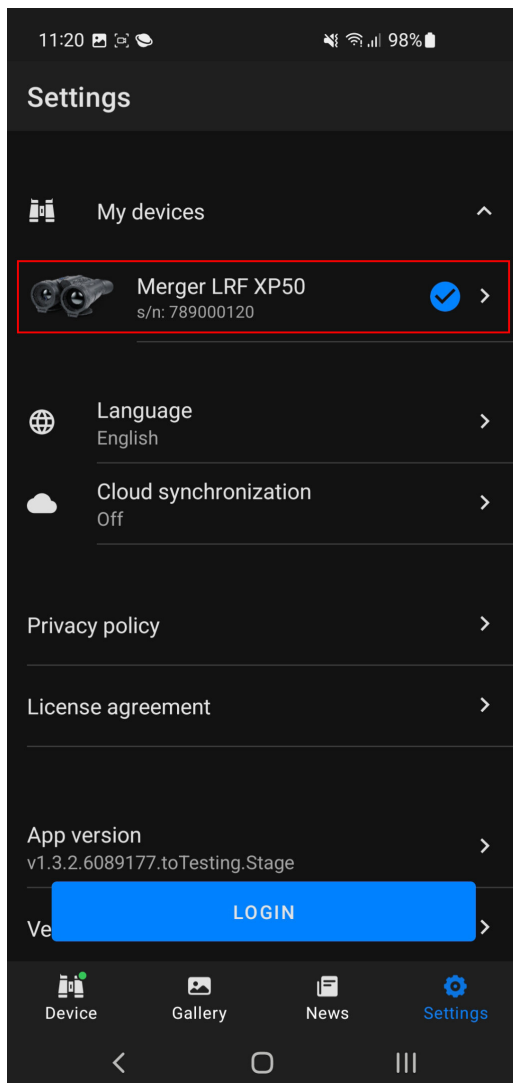 11:20 98%
Settings
My devices
Merger LRF XP50
s/n: 789000120
Language
English
Cloud synchronization
Off
Privacy policy
License agreement
App version
v1.3.2.6089177.toTesting.Stage
LOGIN
Ve
Device Gallery News Settings